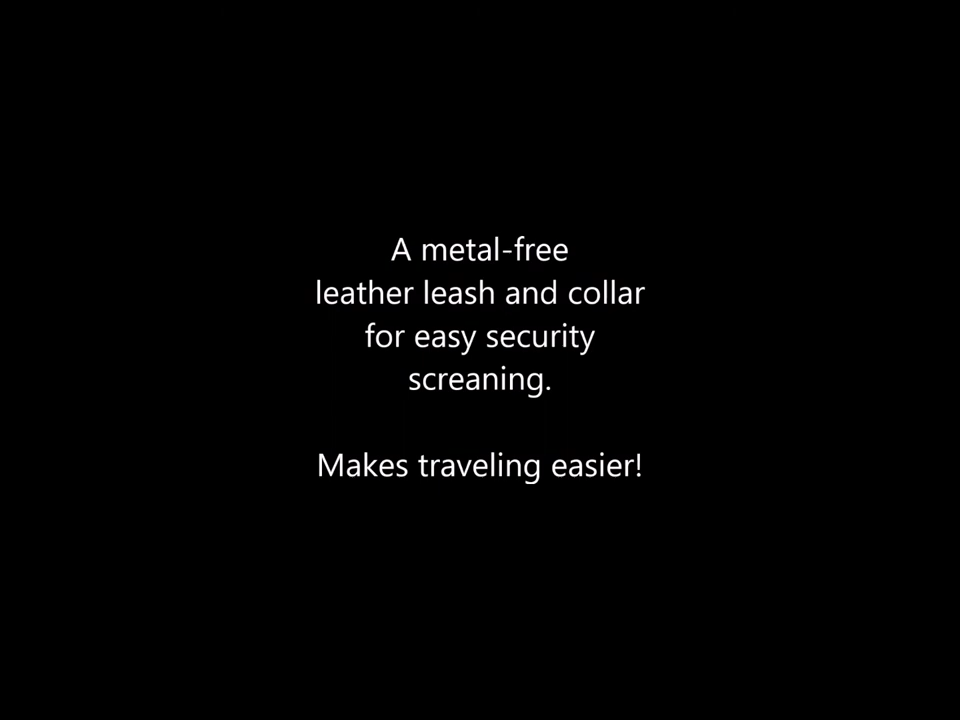 A metal-free
leather leash and collar
for easy security
screaning.
Makes traveling easier!